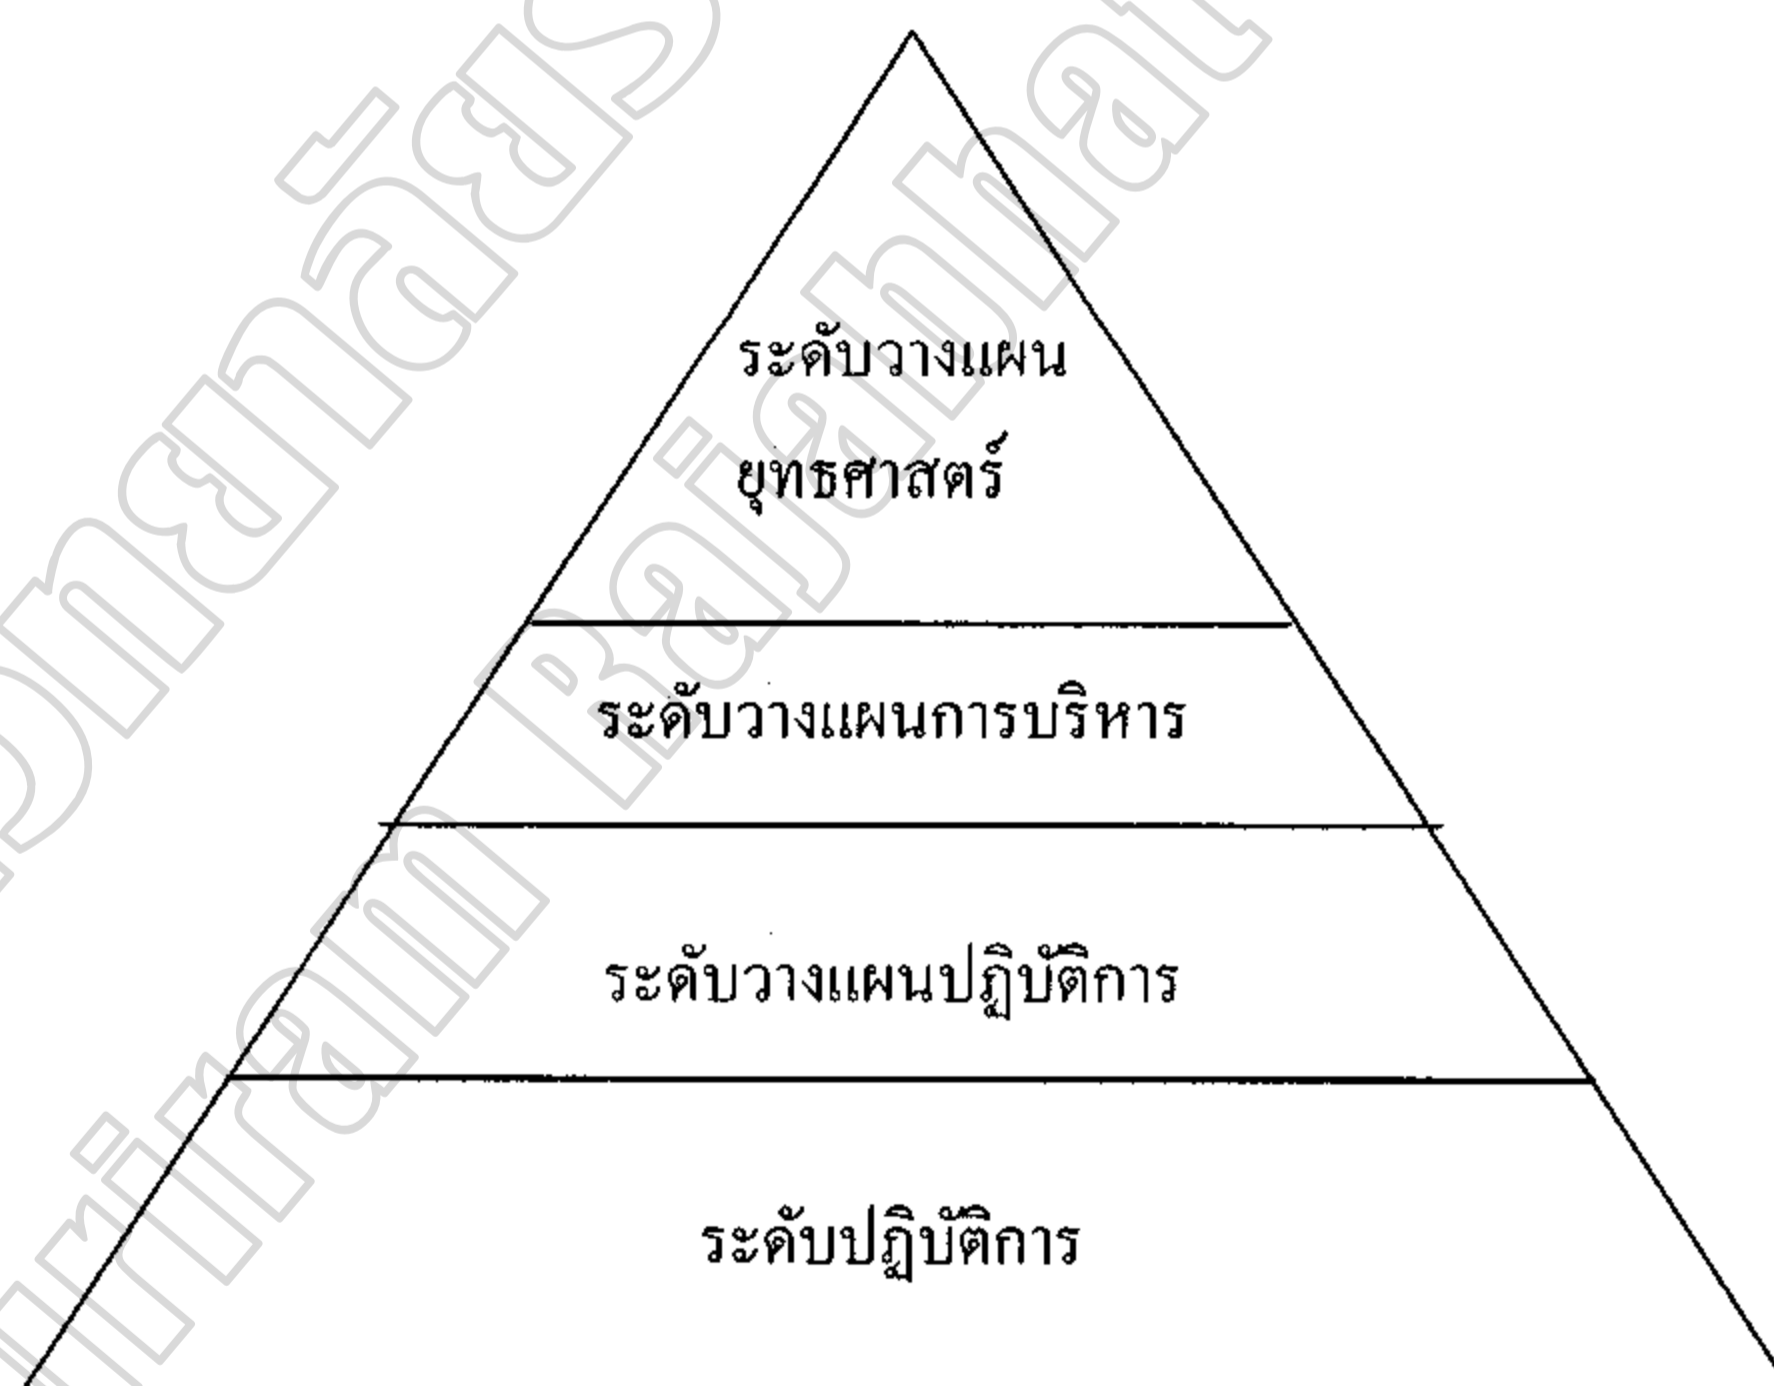 ระดับวางแผน
ยุทธศาสตร์
ระดับวางแผนการบริหาร
ระดับวางแผนปฏิบัติการ
ระดับปฏิบัติการ